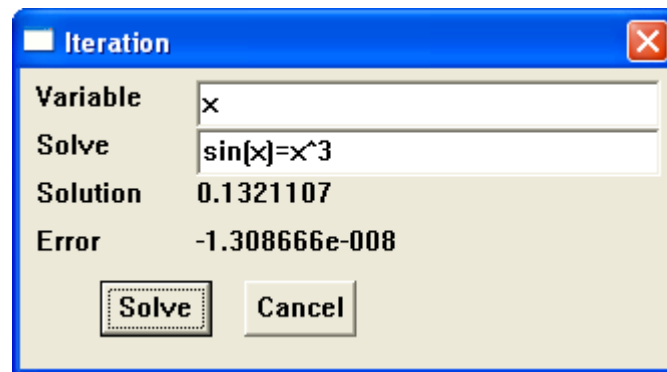 Iteration
Variable x
Solve sin(x)=x^3
Solution 0.1321107
Error -1.308666e-008
Solve Cancel